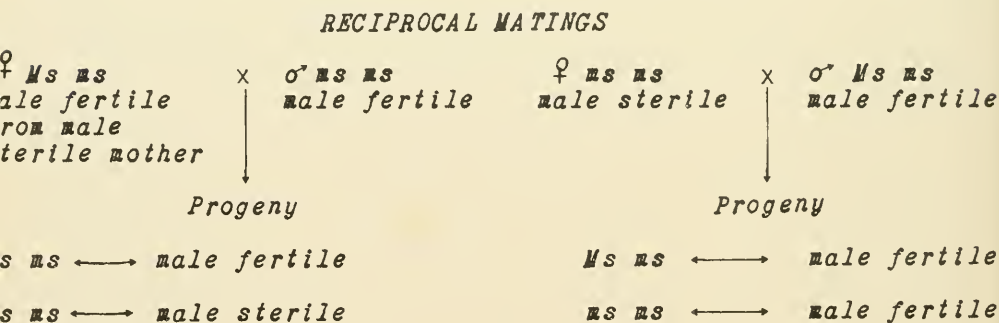 RECIPROCAL MATINGS
♀ Ms ms x ♂ ms ms ♀ ms ms x ♂ Ms ms
ale fertile male fertile male sterile male fertile
rom male
terile mother
Progeny Progeny
s ms ⟷ male fertile Ms ms ⟷ male fertile
s ms ⟷ male sterile ms ms ⟷ male fertile